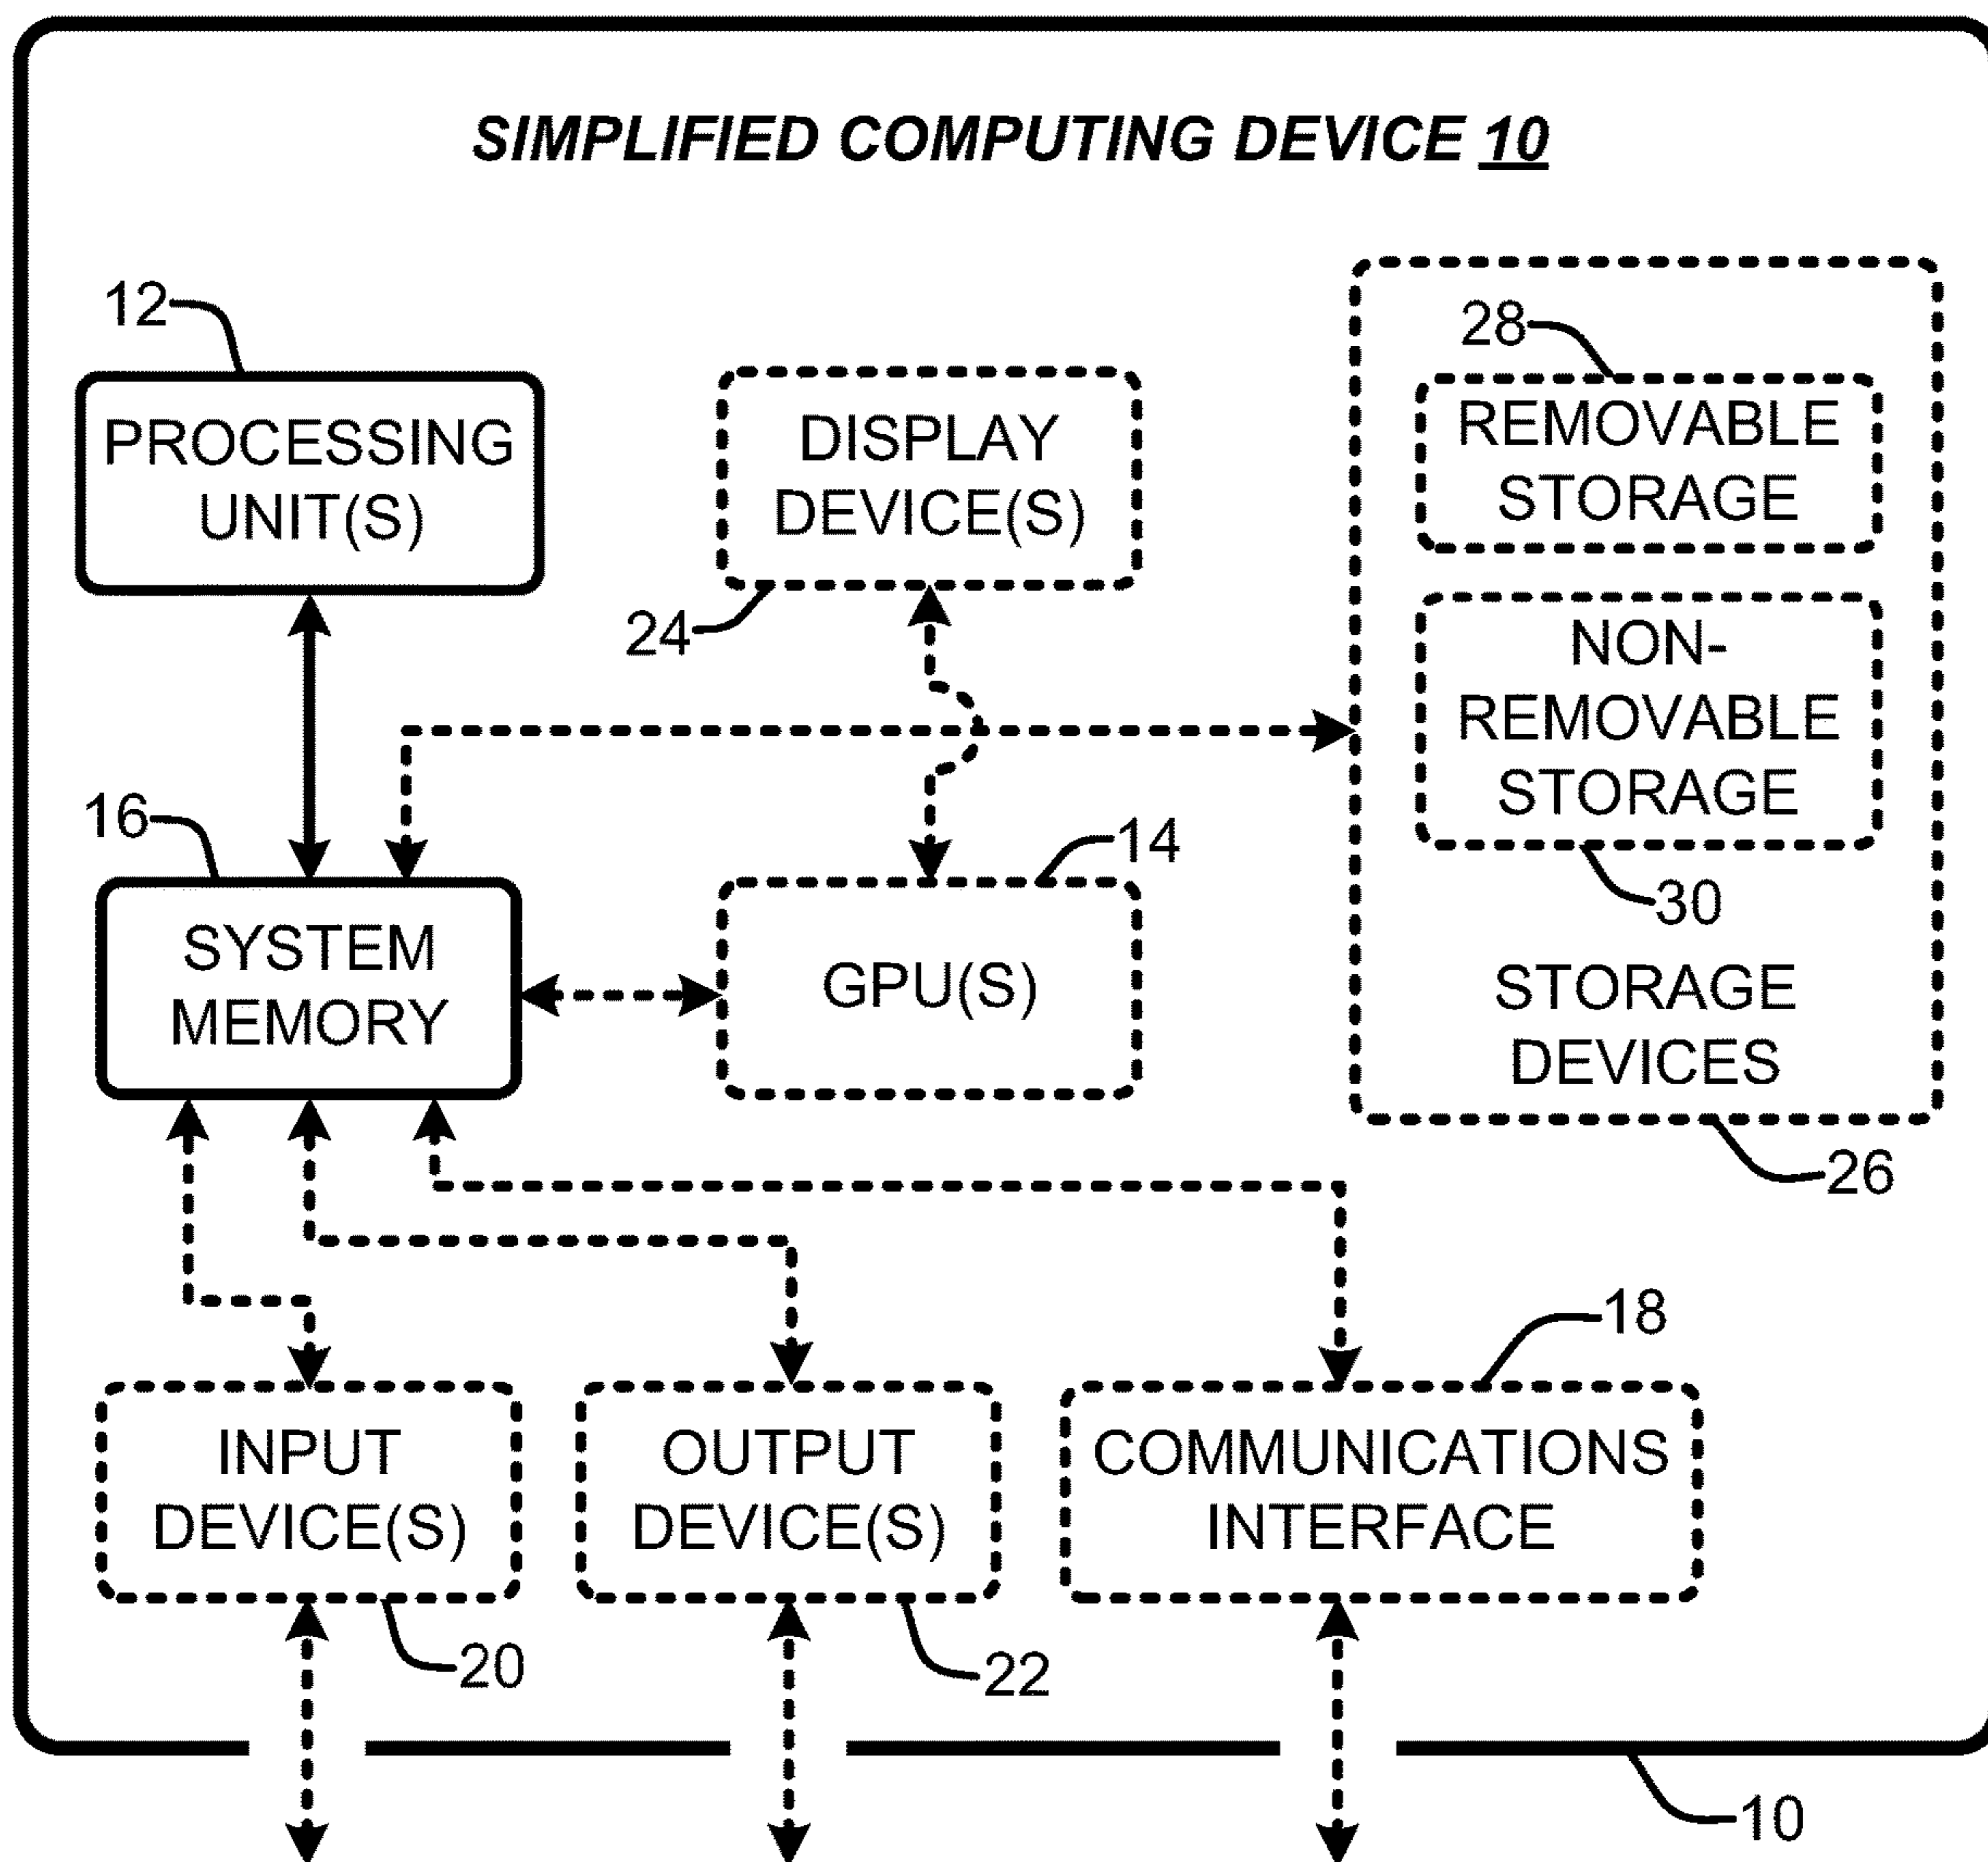 SIMPLIFIED COMPUTING DEVICE 10
12
PROCESSING
UNIT(S)
DISPLAY
DEVICE(S)
24
28
REMOVABLE
STORAGE
NON-
REMOVABLE
STORAGE
30
STORAGE
DEVICES
26
16
SYSTEM
MEMORY
14
GPU(S)
18
INPUT
DEVICE(S)
20
OUTPUT
DEVICE(S)
22
COMMUNICATIONS
INTERFACE
10